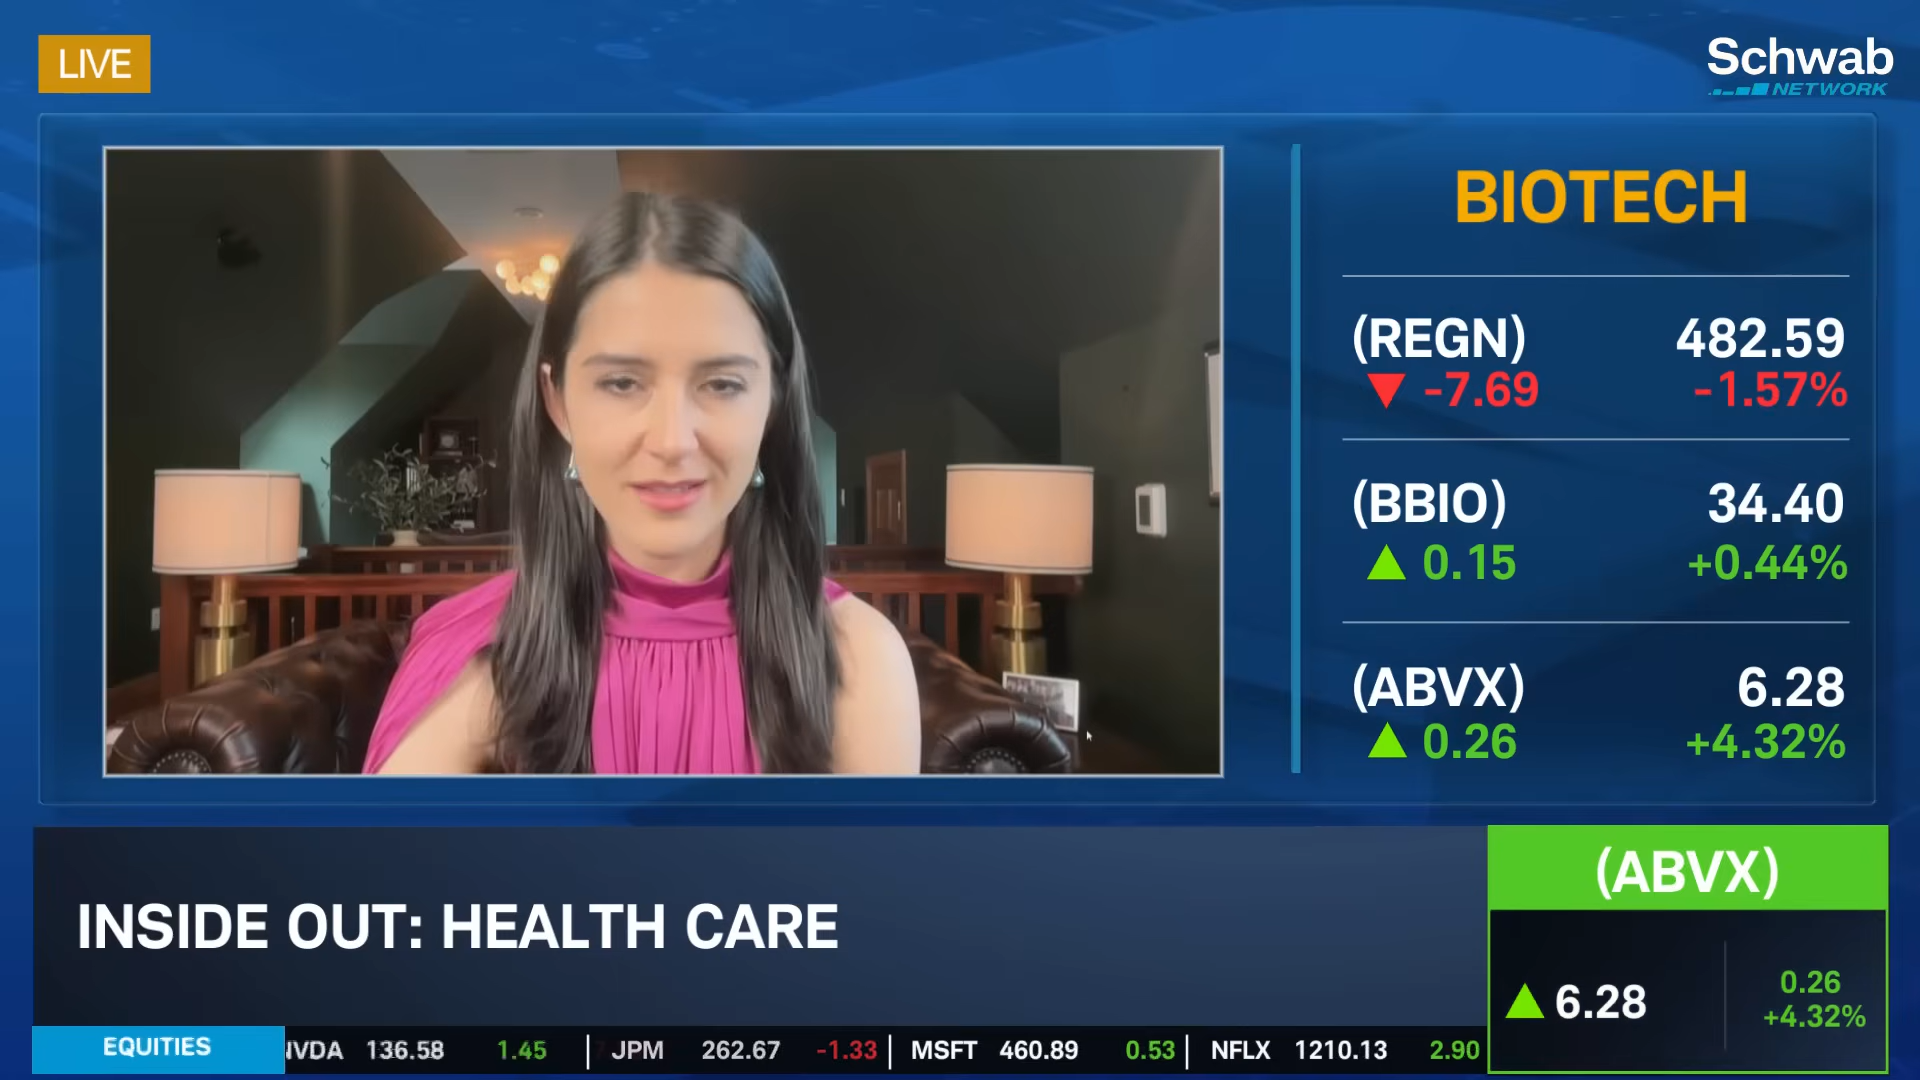 LIVE
Schwab
NETWORK
BIOTECH
(REGN) 482.59
▼ -7.69 -1.57%
(BBIO) 34.40
▲ 0.15 +0.44%
(ABVX) 6.28
▲ 0.26 +4.32%
INSIDE OUT: HEALTH CARE
(ABVX)
▲ 6.28
0.26
+4.32%
EQUITIES
NVDA 136.58 1.45 | JPM 262.67 -1.33 | MSFT 460.89 0.53 | NFLX 1210.13 2.90